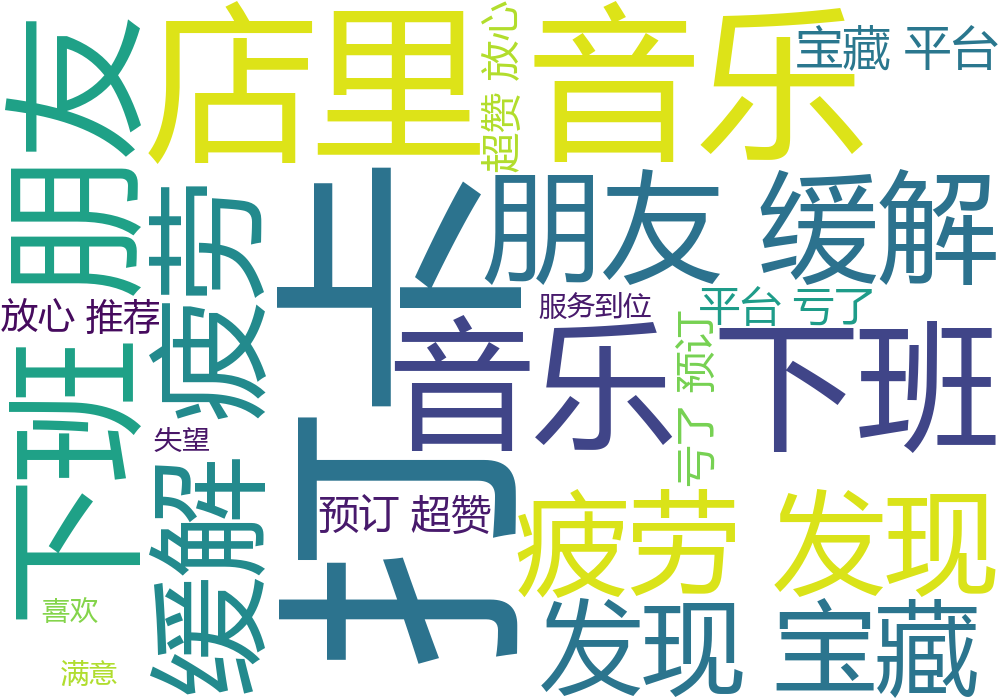 店里 音乐
宝藏 平台
超赞 放心
下班 朋友
缓解 疲劳
打卡
朋友 缓解
放心 推荐
服务到位
平台 亏了
音乐 下班
亏了 预订
失望
预订 超赞
疲劳 发现
喜欢
发现 宝藏
满意